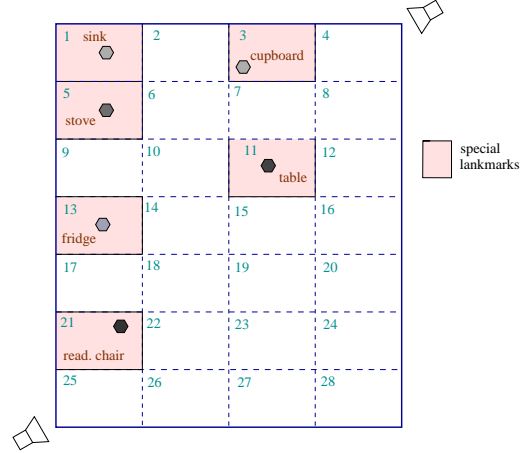 1 sink 2 3 4
cupboard
5 6 7 8
stove
9 10 11 12
table
13 14 15 16
fridge
17 18 19 20
21 22 23 24
read. chair
25 26 27 28
special
lankmarks